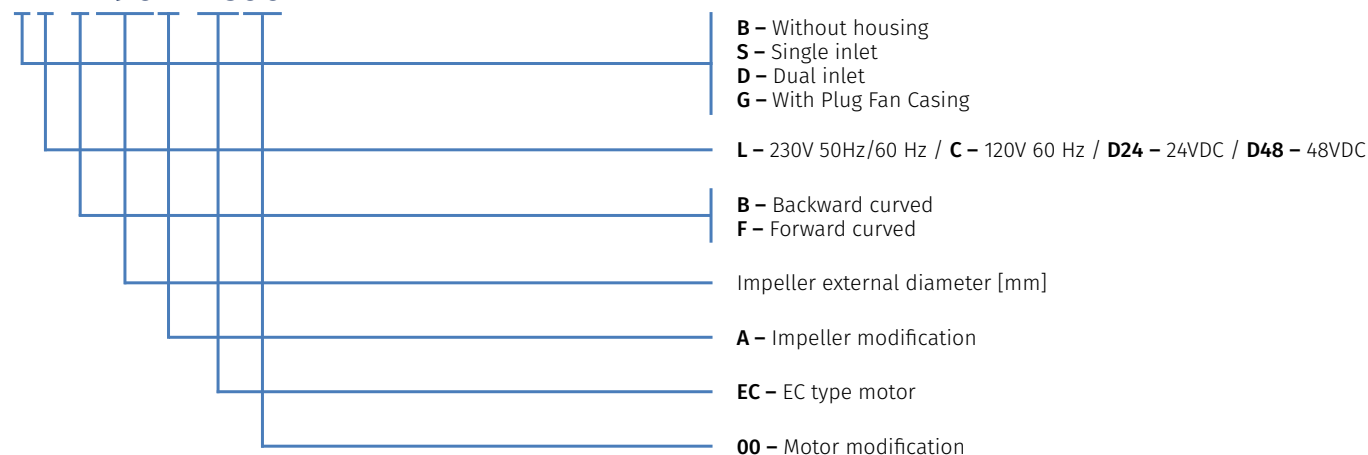 B – Without housing
S – Single inlet
D – Dual inlet
G – With Plug Fan Casing
L – 230V 50Hz/60 Hz / C – 120V 60 Hz / D24 – 24VDC / D48 – 48VDC
B – Backward curved
F – Forward curved
Impeller external diameter [mm]
A – Impeller modification
EC – EC type motor
00 – Motor modification